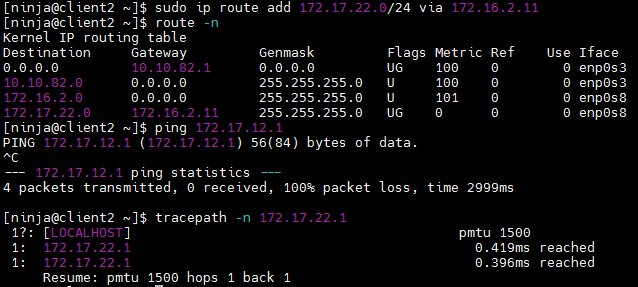 [ninja@client2 ~]$ sudo ip route add 172.17.22.0/24 via 172.16.2.11
[ninja@client2 ~]$ route -n
Kernel IP routing table
Destination     Gateway         Genmask         Flags Metric Ref    Use Iface
0.0.0.0         10.10.82.1      0.0.0.0         UG    100    0        0 enp0s3
10.10.82.0      0.0.0.0         255.255.255.0   U     100    0        0 enp0s3
172.16.2.0      0.0.0.0         255.255.255.0   U     101    0        0 enp0s8
172.17.22.0     172.16.2.11     255.255.255.0   UG    0      0        0 enp0s8
[ninja@client2 ~]$ ping 172.17.12.1
PING 172.17.12.1 (172.17.12.1) 56(84) bytes of data.
^C
--- 172.17.12.1 ping statistics ---
4 packets transmitted, 0 received, 100% packet loss, time 2999ms
[ninja@client2 ~]$ tracepath -n 172.17.22.1
1?: [LOCALHOST]                                         pmtu 1500
1:  172.17.22.1                                           0.419ms reached
1:  172.17.22.1                                           0.396ms reached
Resume: pmtu 1500 hops 1 back 1